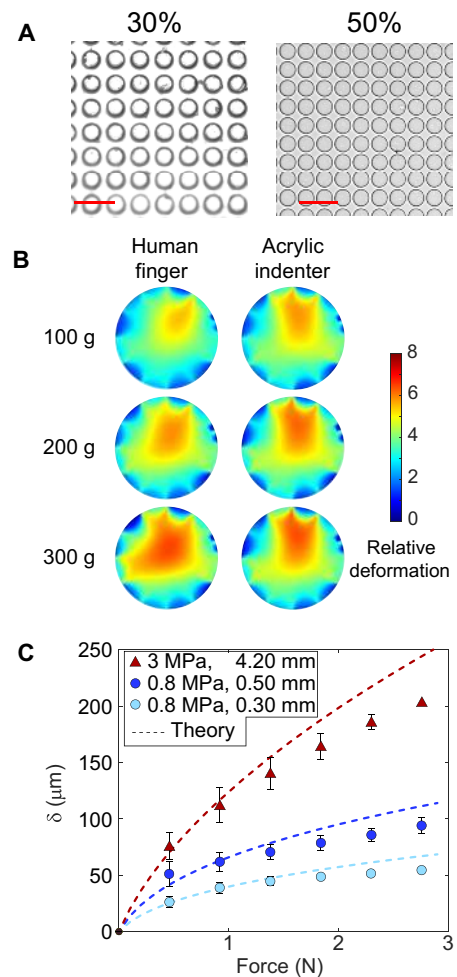 A
30%
50%
B
Human
finger
Acrylic
indenter
100 g
200 g
300 g
8
6
4
2
0
Relative
deformation
C
250
200
150
100
50
0
δ (μm)
3 MPa, 4.20 mm
0.8 MPa, 0.50 mm
0.8 MPa, 0.30 mm
Theory
1
2
3
Force (N)